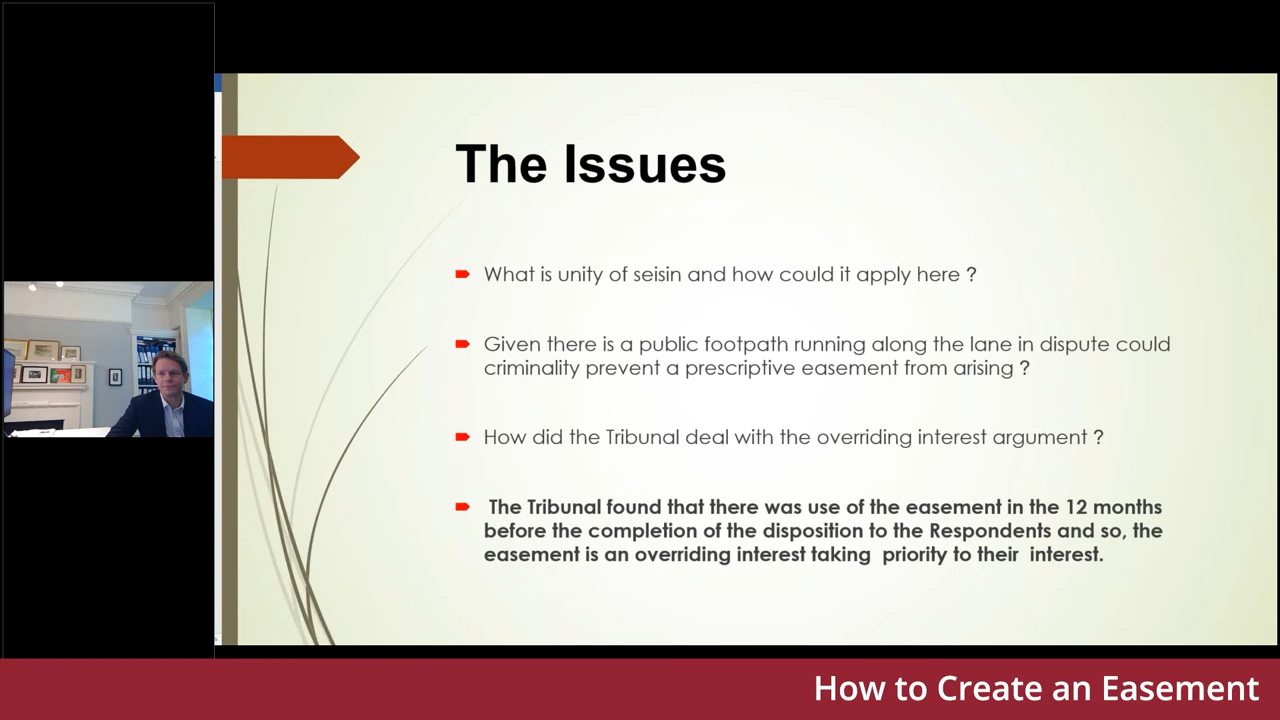 The Issues
What is unity of seisin and how could it apply here ?
Given there is a public footpath running along the lane in dispute could
criminality prevent a prescriptive easement from arising ?
How did the Tribunal deal with the overriding interest argument ?
The Tribunal found that there was use of the easement in the 12 months
before the completion of the disposition to the Respondents and so, the
easement is an overriding interest taking  priority to their  interest.
How to Create an Easement